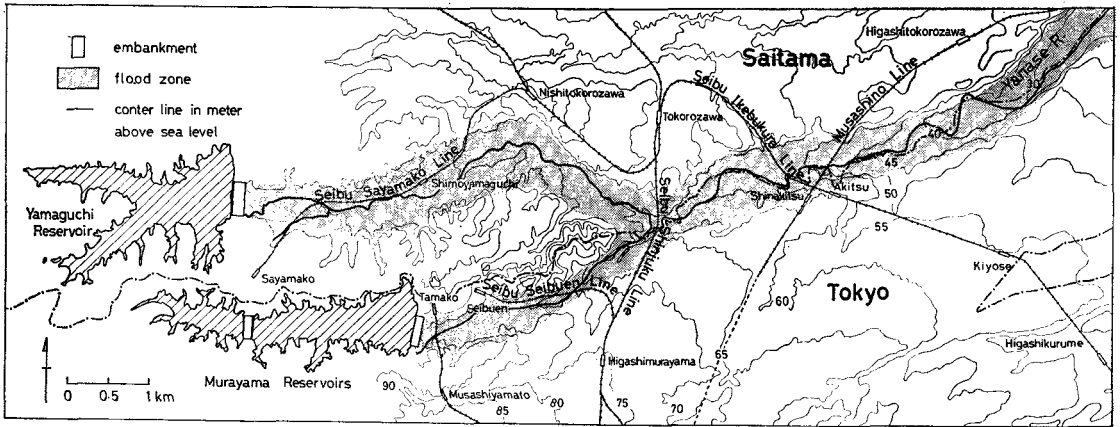 embankment
flood zone
conter line in meter
above sea level
Yamaguchi
Reservoir
Murayama Reservoirs
0 0.5 1 km
Saitama
Tokyo
Higashitokorozawa
Yanase R.
Musashino Line
Seibu Ikebukura Line
Nishitokorozawa
Tokorozawa
Seibu Sayamako Line
Shimoyamaguchi
Shinakitsu
Akitsu
Sayamako
Tamako
Seibuen
Seibu Seibuen Line
Seibu Shinjuku Line
Kiyose
Higashikurume
Higashimurayama
Musashiyamato
40
45
50
55
60
65
70
75
80
85
90